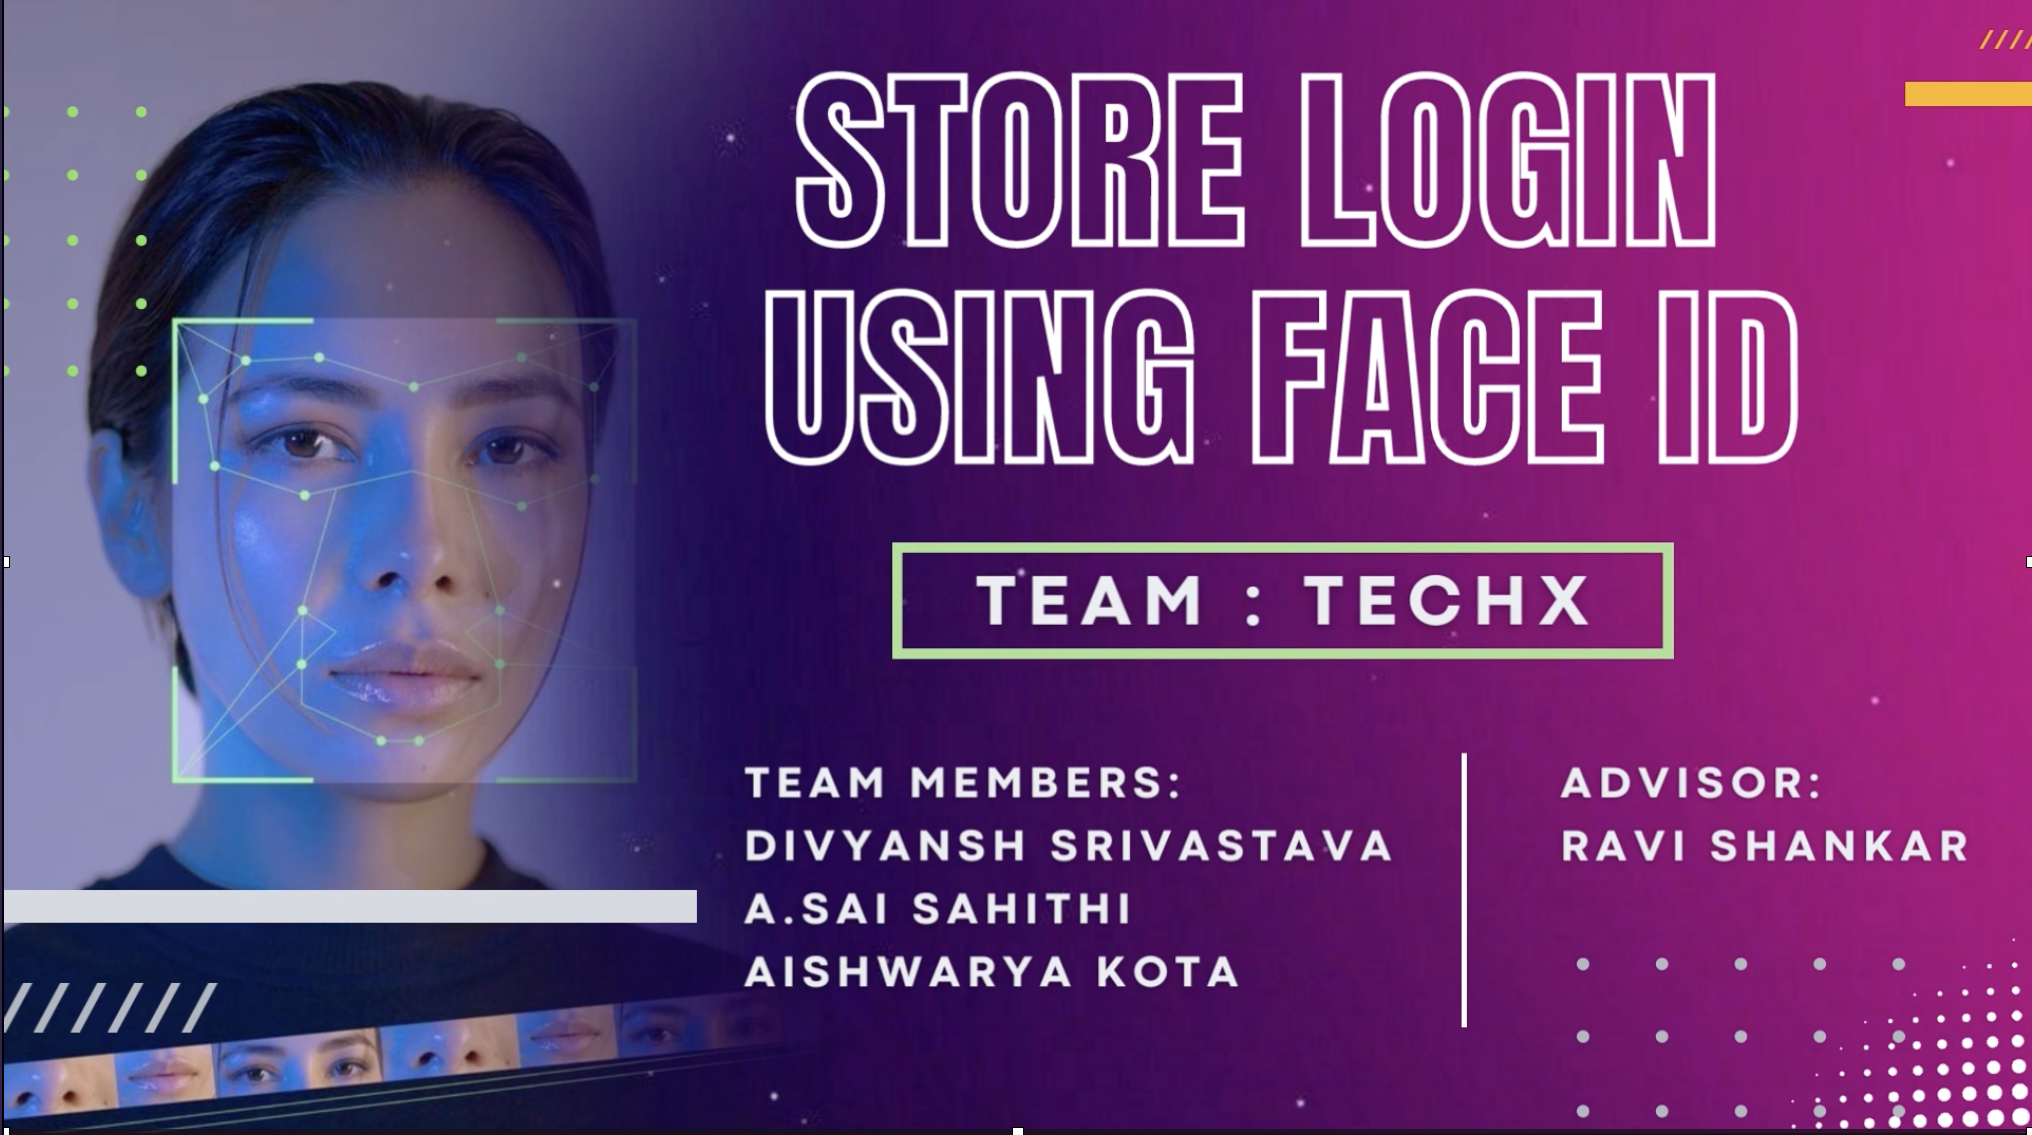 STORE LOGIN
USING FACE ID
TEAM : TECHX
TEAM MEMBERS:
DIVYANSH SRIVASTAVA
A.SAI SAHITHI
AISHWARYA KOTA
ADVISOR:
RAVI SHANKAR